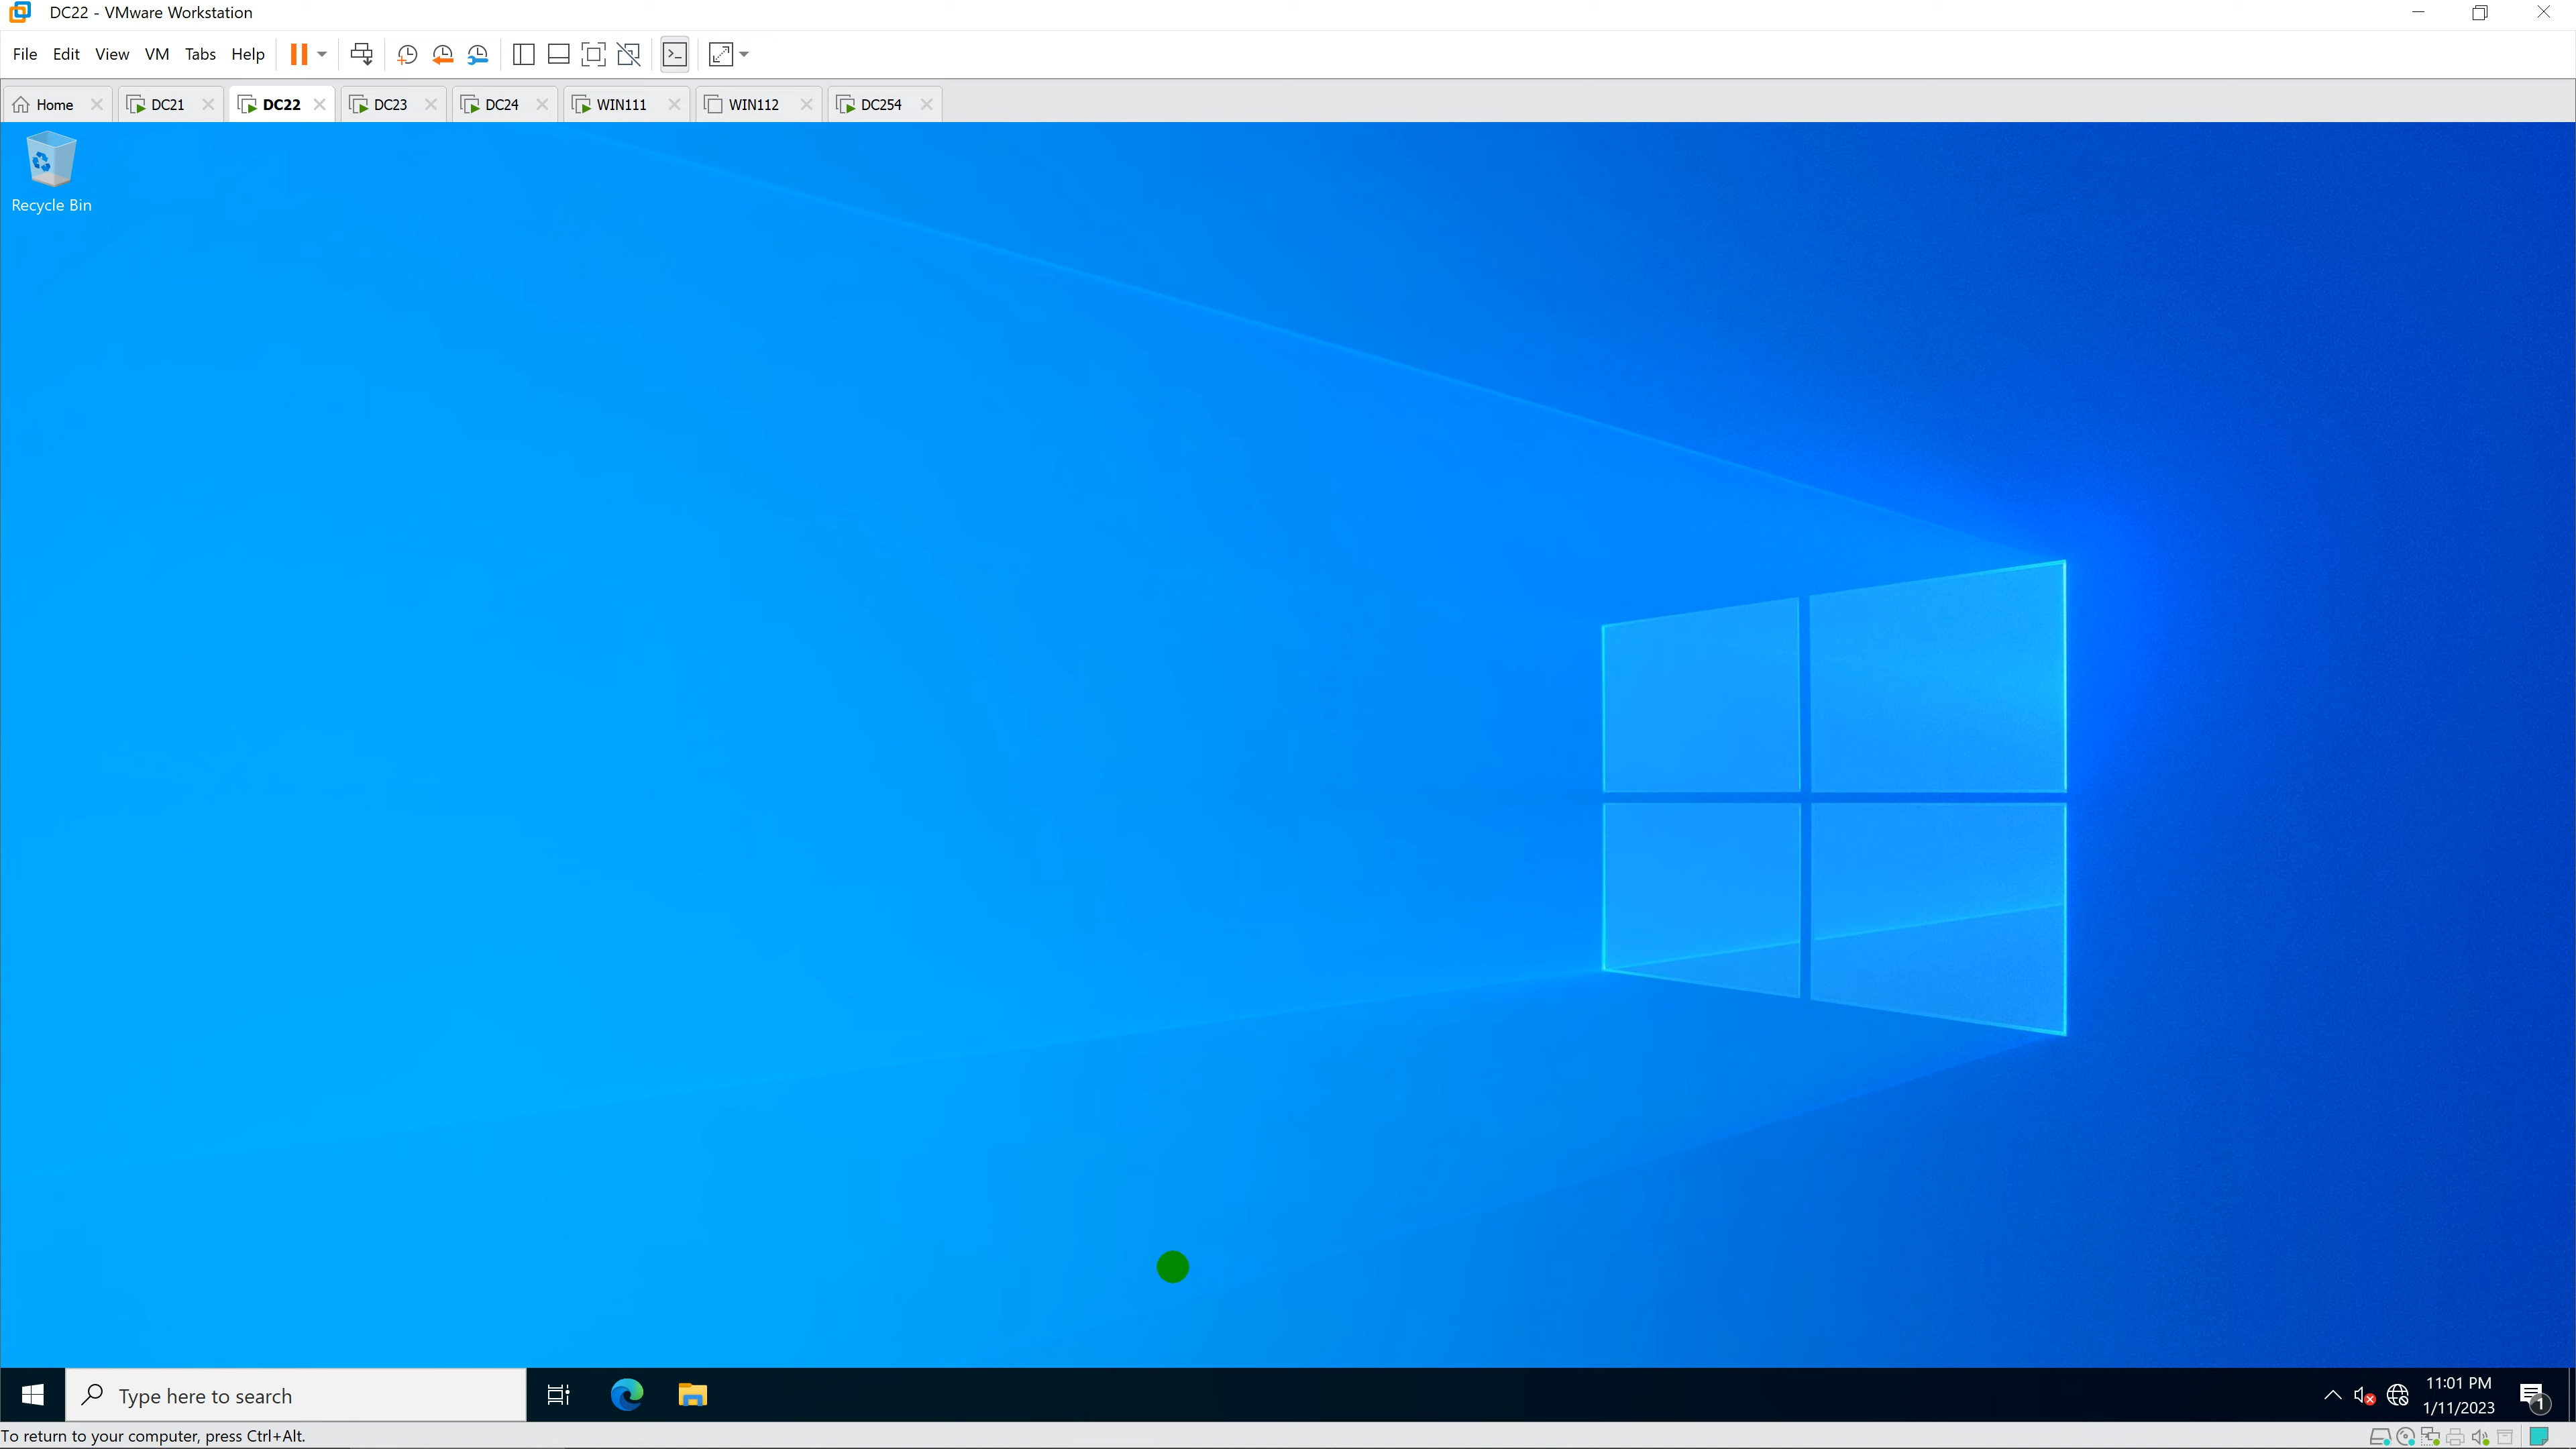 DC22 - VMware Workstation
File Edit View VM Tabs Help
Home DC21 DC22 DC23 DC24 WIN111 WIN112 DC254
Recycle Bin
Type here to search
11:01 PM
1/11/2023
1
To return to your computer, press Ctrl+Alt.